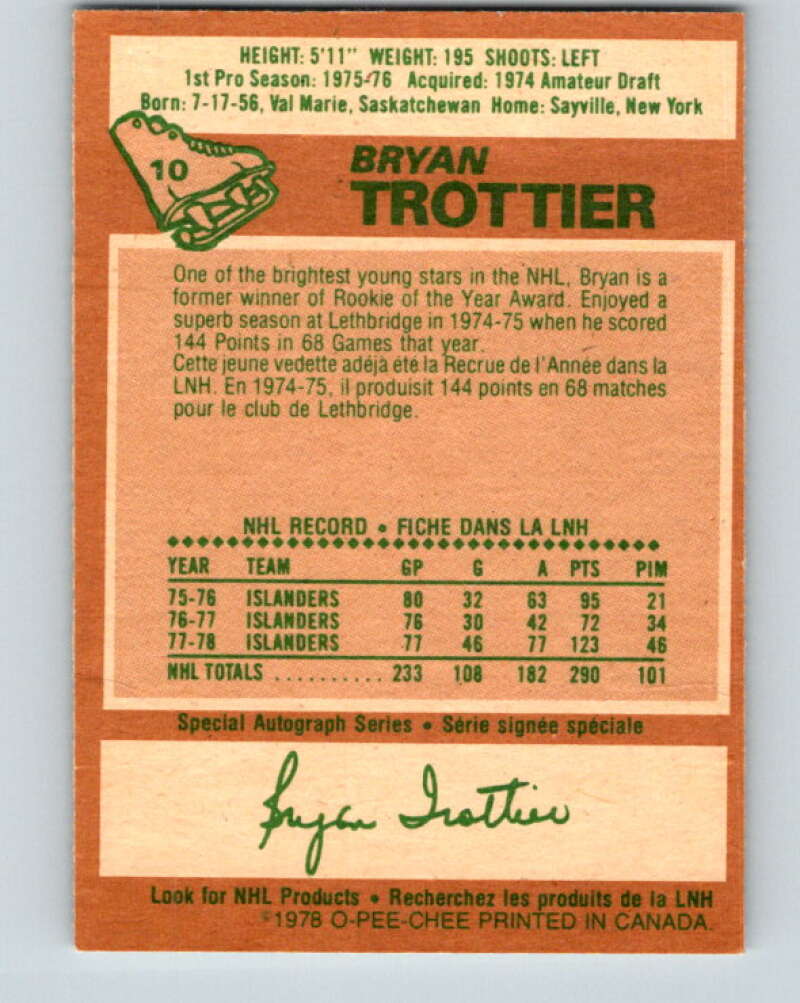 HEIGHT: 5'11" WEIGHT: 195 SHOOTS: LEFT
1st Pro Season: 1975-76 Acquired: 1974 Amateur Draft
Born: 7-17-56, Val Marie, Saskatchewan Home: Sayville, New York
10
BRYAN
TROTTIER
One of the brightest young stars in the NHL, Bryan is a
former winner of Rookie of the Year Award. Enjoyed a
superb season at Lethbridge in 1974-75 when he scored
144 Points in 68 Games that year.
Cette jeune vedette adéjà été la Recrue de l'Année dans la
LNH. En 1974-75, il produisit 144 points en 68 matches
pour le club de Lethbridge.
NHL RECORD • FICHE DANS LA LNH
YEAR TEAM GP G A PTS PIM
75-76 ISLANDERS 80 32 63 95 21
76-77 ISLANDERS 76 30 42 72 34
77-78 ISLANDERS 77 46 77 123 46
NHL TOTALS .......... 233 108 182 290 101
Special Autograph Series • Série signée spéciale
Bryan Trottier
Look for NHL Products • Recherchez les produits de la LNH
©1978 O-PEE-CHEE PRINTED IN CANADA.